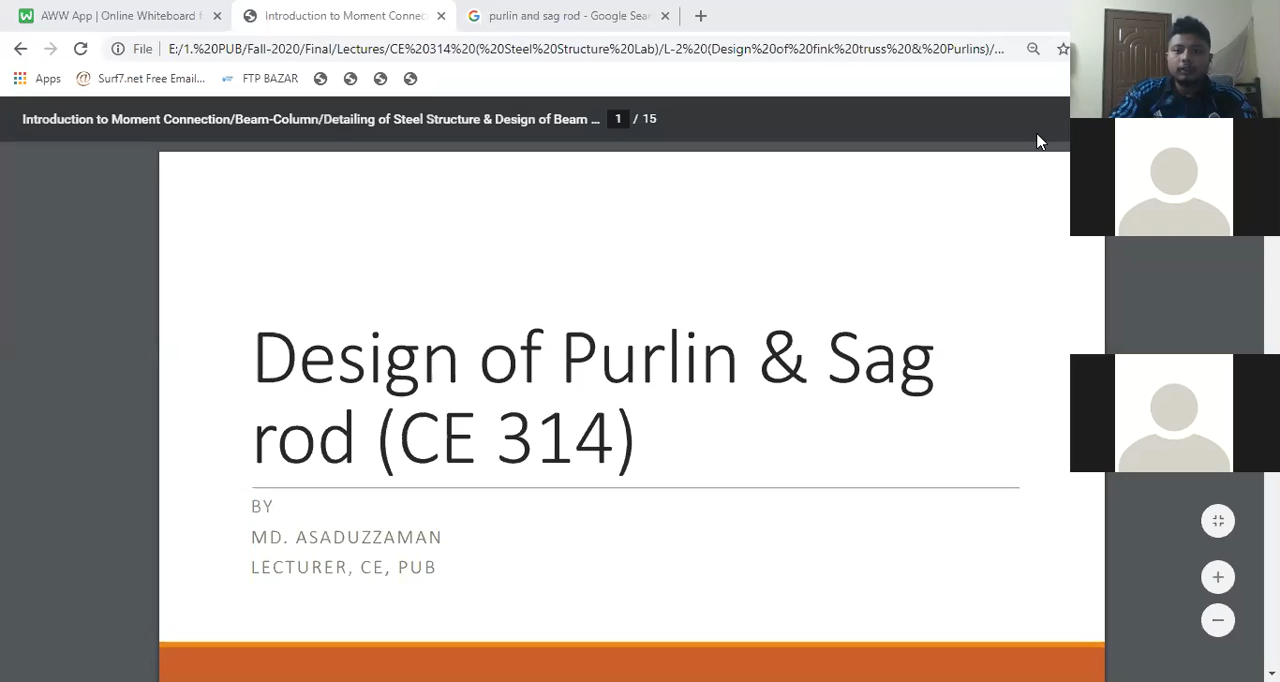 AWW App | Online Whiteboard f
Introduction to Moment Connec
purlin and sag rod - Google Sear
File
E:/1.%20PUB/Fall-2020/Final/Lectures/CE%20314%20(%20Steel%20Structure%20Lab)/L-2%20(Design%20of%20fink%20truss%20&%20Purlins)/...
Apps
Surf7.net Free Email...
FTP BAZAR
Introduction to Moment Connection/Beam-Column/Detailing of Steel Structure & Design of Beam ...
1 / 15
Design of Purlin & Sag
rod (CE 314)
BY
MD. ASADUZZAMAN
LECTURER, CE, PUB